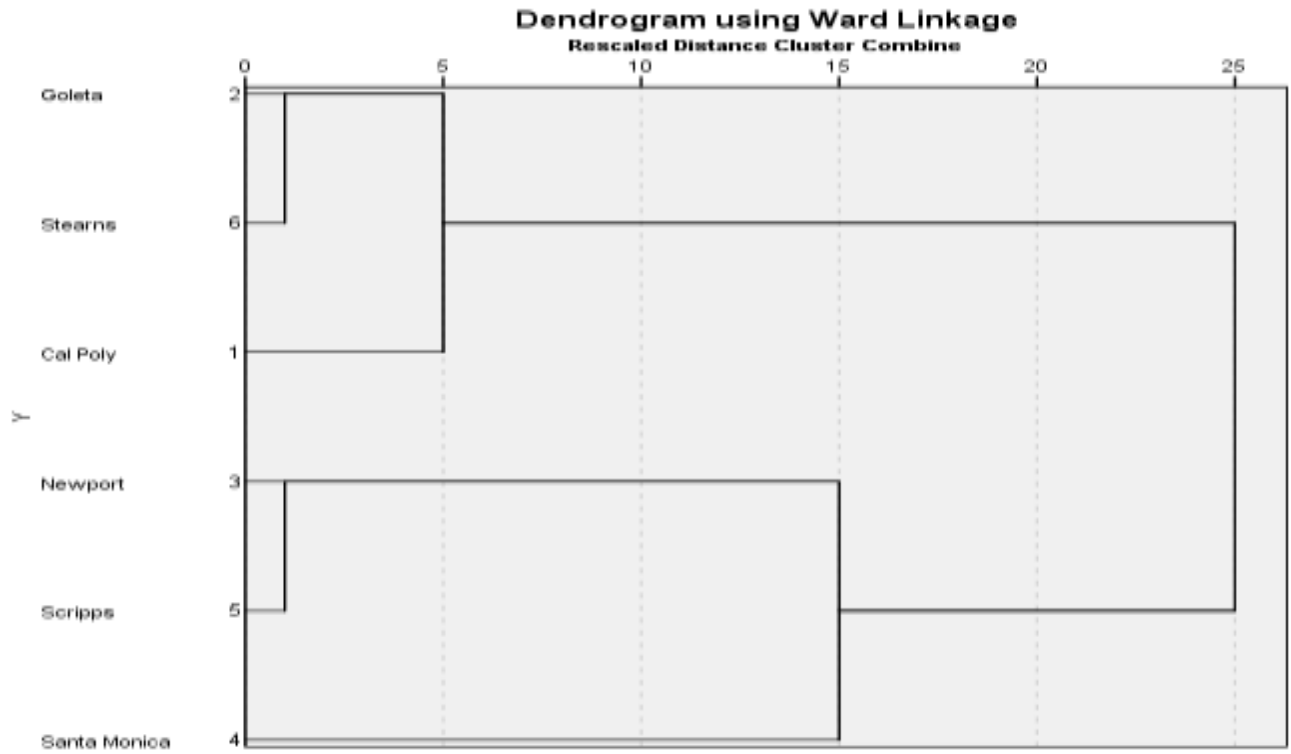 Dendrogram using Ward Linkage
Rescaled Distance Cluster Combine
0 5 10 15 20 25
Goleta 2
Stearns 6
Cal Poly 1
Y
Newport 3
Scripps 5
Santa Monica 4